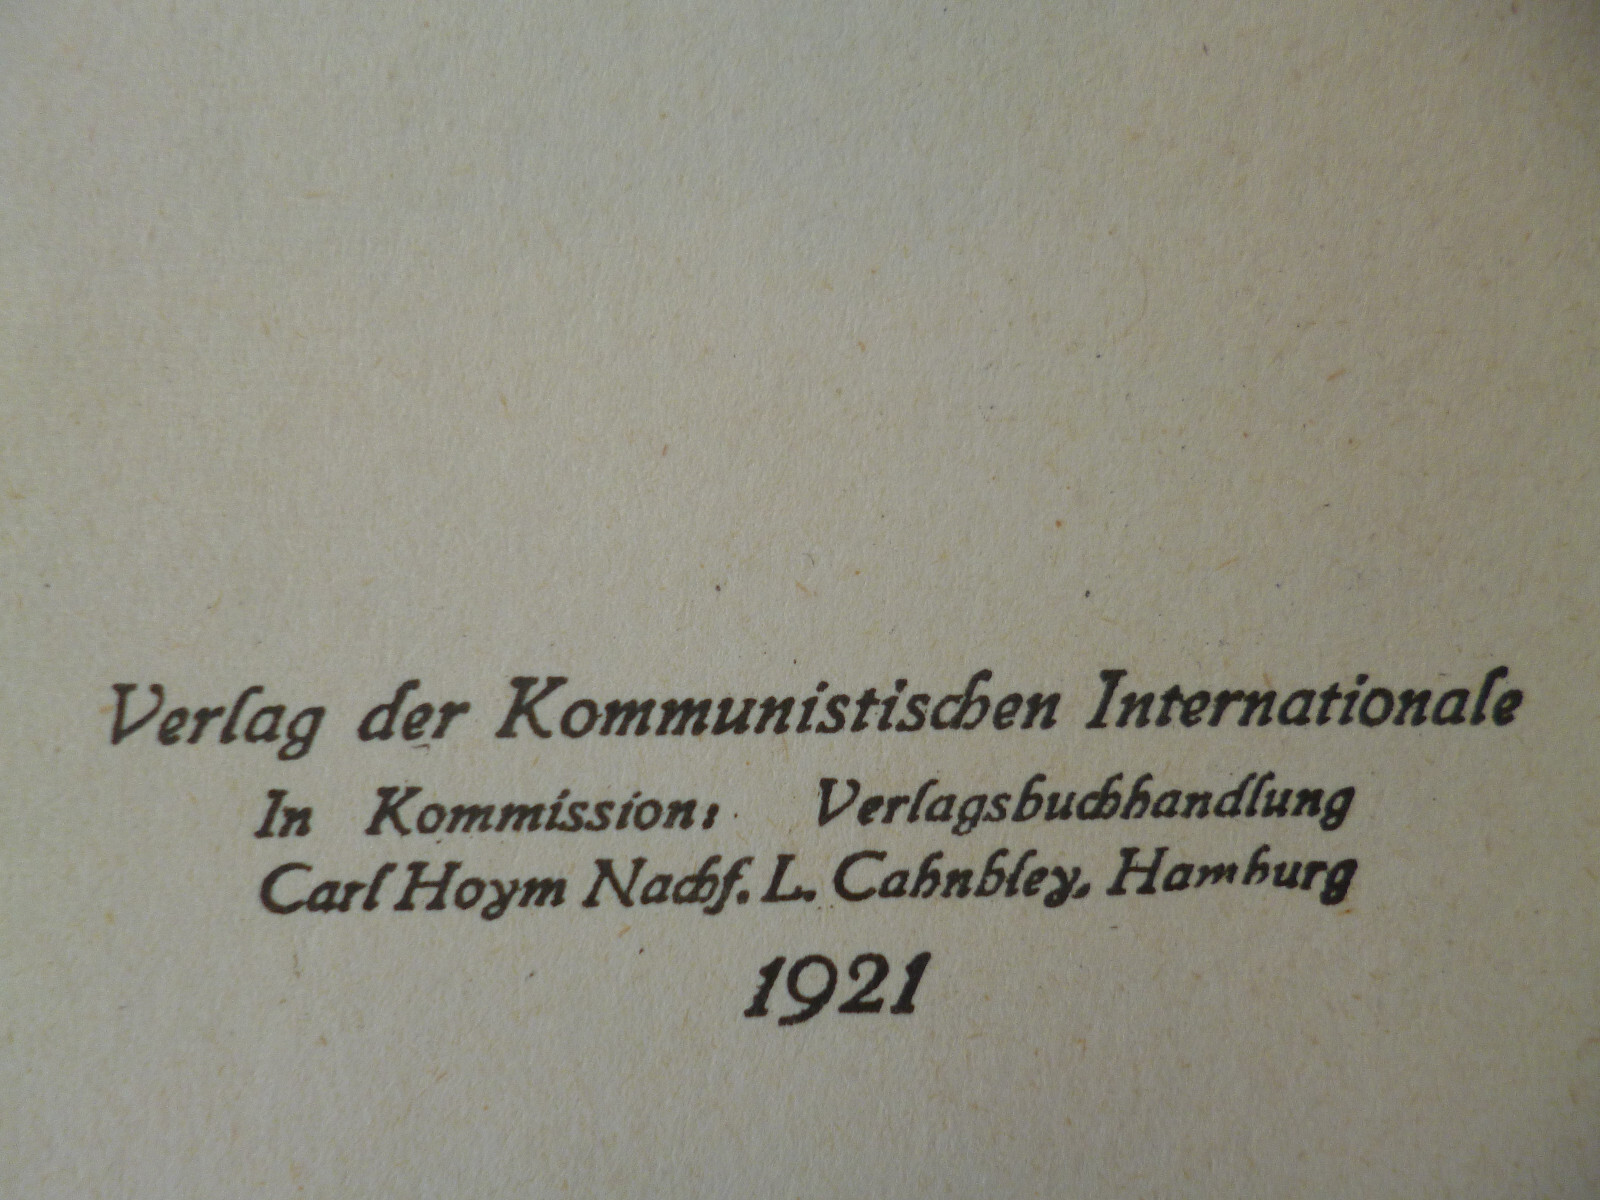 Verlag der Kommunistischen Internationale
In Kommission: Verlagsbuchhandlung
Carl Hoym Nachf. L. Cahnbley, Hamburg
1921